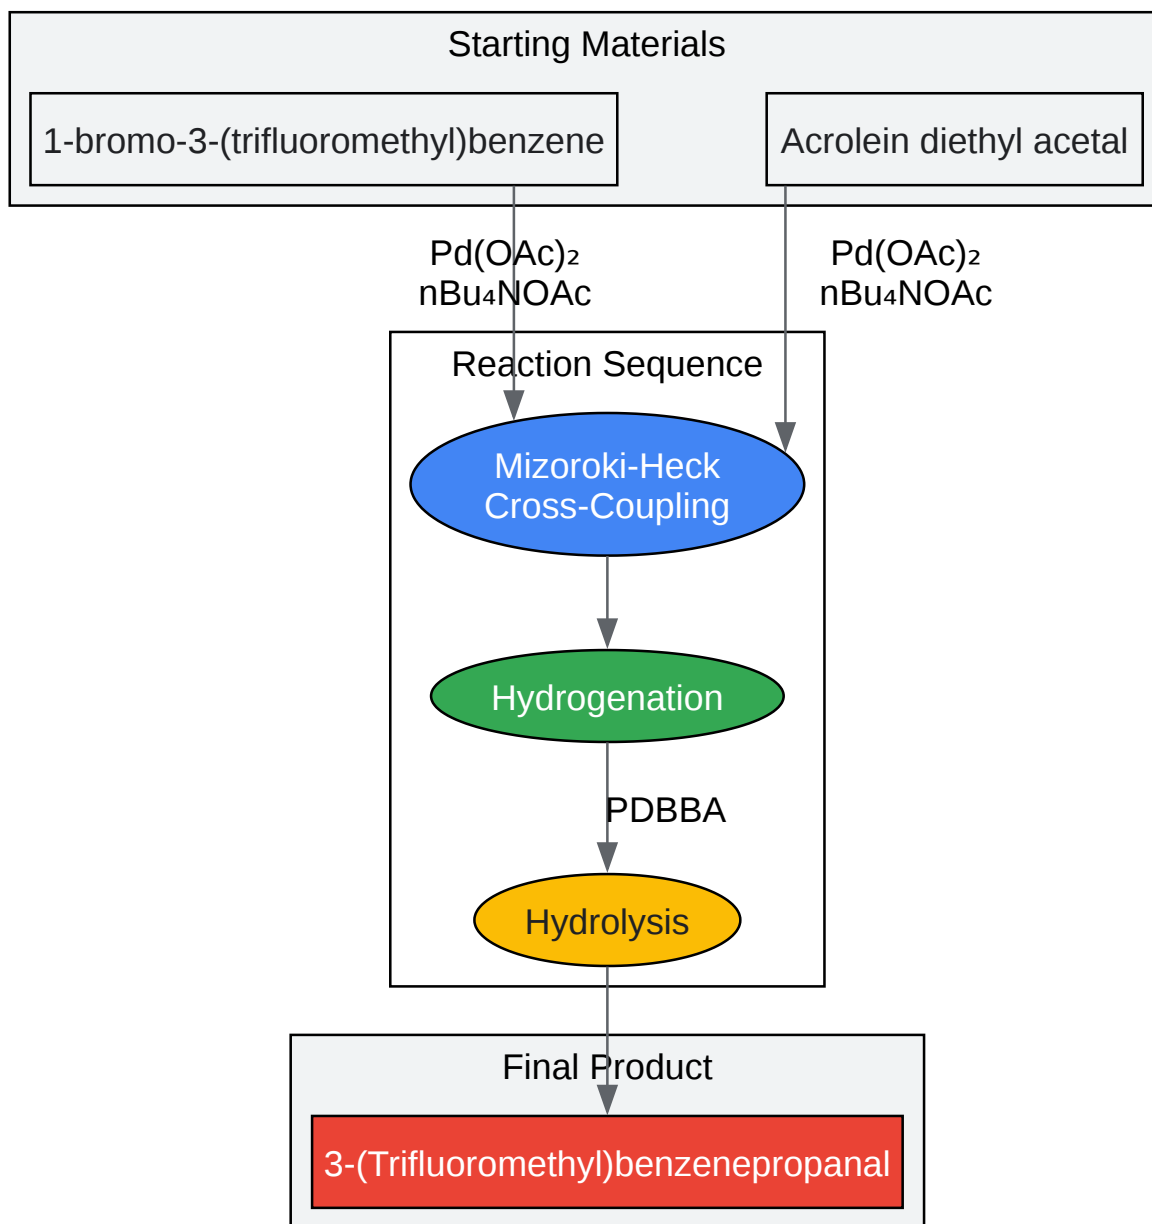 Starting Materials
1-bromo-3-(trifluoromethyl)benzene
Acrolein diethyl acetal
Pd(OAc)₂
nBu₄NOAc
Pd(OAc)₂
nBu₄NOAc
Reaction Sequence
Mizoroki-Heck
Cross-Coupling
Hydrogenation
PDBBA
Hydrolysis
Final Product
3-(Trifluoromethyl)benzenepropanal